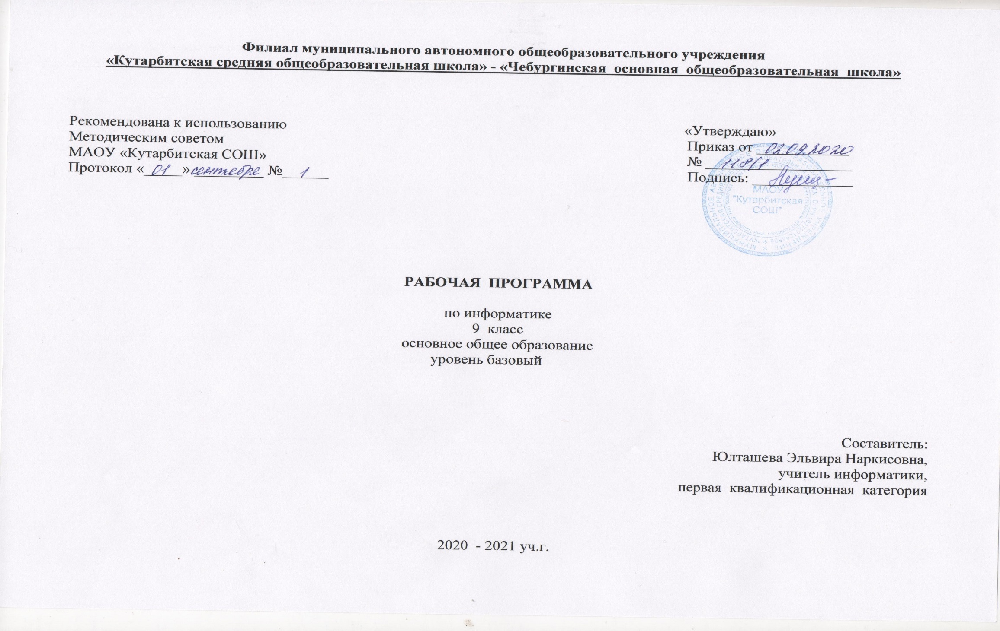 Филиал муниципального автономного общеобразовательного учреждения
«Кутарбитская средняя общеобразовательная школа» - «Чебургинская основная общеобразовательная школа»
Рекомендована к использованию
Методическим советом
МАОУ «Кутарбитская СОШ»
Протокол «01» сентебре № 1
«Утверждаю»
Приказ от 02.09.2020
№ 118/1
Подпись:
МАОУ
"Кутарбитская
СОШ"
РАБОЧАЯ ПРОГРАММА
по информатике
9 класс
основное общее образование
уровень базовый
Составитель:
Юлташева Эльвира Наркисовна,
учитель информатики,
первая квалификационная категория
2020 - 2021 уч.г.